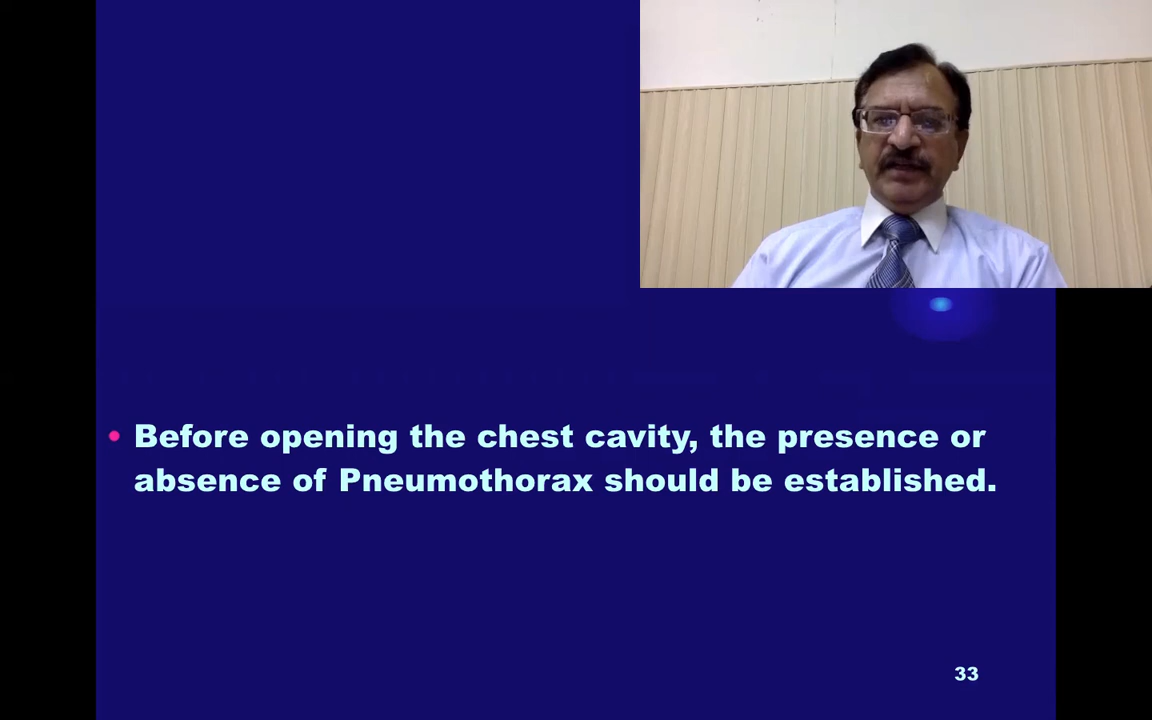 • Before opening the chest cavity, the presence or
absence of Pneumothorax should be established.
33